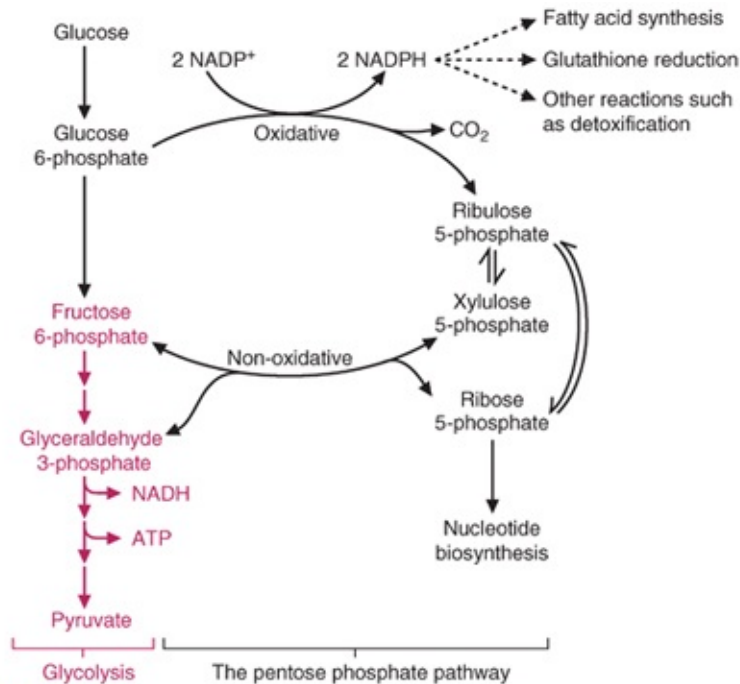 Glucose
2 NADP⁺
2 NADPH
Fatty acid synthesis
Glutathione reduction
Other reactions such
as detoxification
Glucose
6-phosphate
Oxidative
CO₂
Ribulose
5-phosphate
Xylulose
5-phosphate
Fructose
6-phosphate
Non-oxidative
Ribose
5-phosphate
Glyceraldehyde
3-phosphate
NADH
ATP
Nucleotide
biosynthesis
Pyruvate
Glycolysis
The pentose phosphate pathway